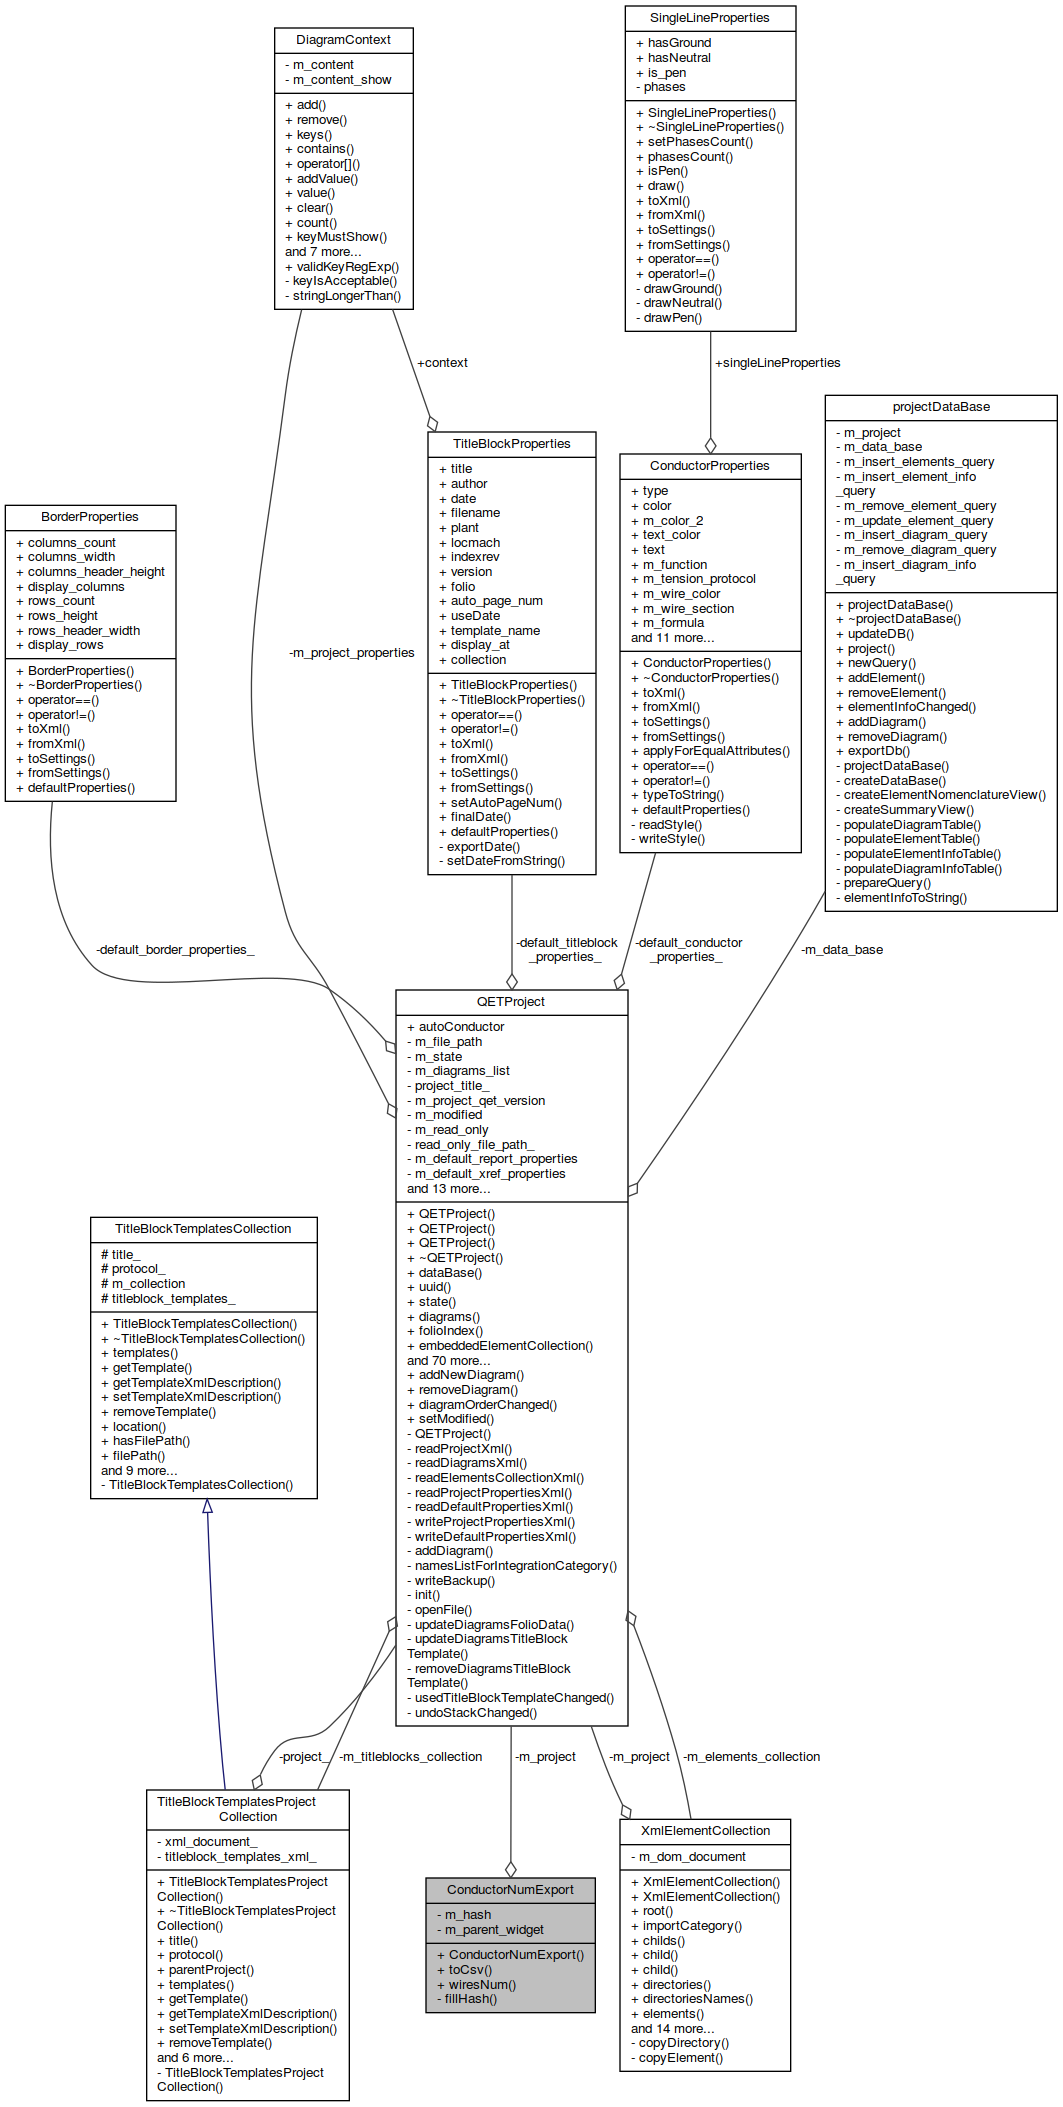 SingleLineProperties
+ hasGround
+ hasNeutral
+ is_pen
- phases
+ SingleLineProperties()
+ ~SingleLineProperties()
+ setPhasesCount()
+ phasesCount()
+ isPen()
+ draw()
+ toXml()
+ fromXml()
+ toSettings()
+ fromSettings()
+ operator==()
+ operator!=()
- drawGround()
- drawNeutral()
- drawPen()
DiagramContext
- m_content
- m_content_show
+ add()
+ remove()
+ keys()
+ contains()
+ operator[]()
+ addValue()
+ value()
+ clear()
+ count()
+ keyMustShow()
and 7 more...
+ validKeyRegExp()
- keyIsAcceptable()
- stringLongerThan()
+context
+singleLineProperties
projectDataBase
- m_project
- m_data_base
- m_insert_elements_query
- m_insert_element_info
_query
- m_remove_element_query
- m_update_element_query
- m_insert_diagram_query
- m_remove_diagram_query
- m_insert_diagram_info
_query
+ projectDataBase()
+ ~projectDataBase()
+ updateDB()
+ project()
+ newQuery()
+ addElement()
+ removeElement()
+ elementInfoChanged()
+ addDiagram()
+ removeDiagram()
+ exportDb()
- projectDataBase()
- createDataBase()
- createElementNomenclatureView()
- createSummaryView()
- populateDiagramTable()
- populateElementTable()
- populateElementInfoTable()
- populateDiagramInfoTable()
- prepareQuery()
- elementInfoToString()
TitleBlockProperties
+ title
+ author
+ date
+ filename
+ plant
+ locmach
+ indexrev
+ version
+ folio
+ auto_page_num
+ useDate
+ template_name
+ display_at
+ collection
+ TitleBlockProperties()
+ ~TitleBlockProperties()
+ operator==()
+ operator!=()
+ toXml()
+ fromXml()
+ toSettings()
+ fromSettings()
+ setAutoPageNum()
+ finalDate()
+ defaultProperties()
- exportDate()
- setDateFromString()
ConductorProperties
+ type
+ color
+ m_color_2
+ text_color
+ text
+ m_function
+ m_tension_protocol
+ m_wire_color
+ m_wire_section
+ m_formula
and 11 more...
+ ConductorProperties()
+ ~ConductorProperties()
+ toXml()
+ fromXml()
+ toSettings()
+ fromSettings()
+ applyForEqualAttributes()
+ operator==()
+ operator!=()
+ typeToString()
+ defaultProperties()
- readStyle()
- writeStyle()
BorderProperties
+ columns_count
+ columns_width
+ columns_header_height
+ display_columns
+ rows_count
+ rows_height
+ rows_header_width
+ display_rows
+ BorderProperties()
+ ~BorderProperties()
+ operator==()
+ operator!=()
+ toXml()
+ fromXml()
+ toSettings()
+ fromSettings()
+ defaultProperties()
-m_project_properties
-default_border_properties_
-default_titleblock
_properties_
-default_conductor
_properties_
-m_data_base
QETProject
+ autoConductor
- m_file_path
- m_state
- m_diagrams_list
- project_title_
- m_project_qet_version
- m_modified
- m_read_only
- read_only_file_path_
- m_default_report_properties
- m_default_xref_properties
and 13 more...
+ QETProject()
+ QETProject()
+ QETProject()
+ ~QETProject()
+ dataBase()
+ uuid()
+ state()
+ diagrams()
+ folioIndex()
+ embeddedElementCollection()
and 70 more...
+ addNewDiagram()
+ removeDiagram()
+ diagramOrderChanged()
+ setModified()
- QETProject()
- readProjectXml()
- readDiagramsXml()
- readElementsCollectionXml()
- readProjectPropertiesXml()
- readDefaultPropertiesXml()
- writeProjectPropertiesXml()
- writeDefaultPropertiesXml()
- addDiagram()
- namesListForIntegrationCategory()
- writeBackup()
- init()
- openFile()
- updateDiagramsFolioData()
- updateDiagramsTitleBlock
Template()
- removeDiagramsTitleBlock
Template()
- usedTitleBlockTemplateChanged()
- undoStackChanged()
TitleBlockTemplatesCollection
# title_
# protocol_
# m_collection
# titleblock_templates_
+ TitleBlockTemplatesCollection()
+ ~TitleBlockTemplatesCollection()
+ templates()
+ getTemplate()
+ getTemplateXmlDescription()
+ setTemplateXmlDescription()
+ removeTemplate()
+ location()
+ hasFilePath()
+ filePath()
and 9 more...
- TitleBlockTemplatesCollection()
-project_
-m_titleblocks_collection
-m_project
-m_project
-m_elements_collection
TitleBlockTemplatesProject
Collection
- xml_document_
- titleblock_templates_xml_
+ TitleBlockTemplatesProject
Collection()
+ ~TitleBlockTemplatesProject
Collection()
+ title()
+ protocol()
+ parentProject()
+ templates()
+ getTemplate()
+ getTemplateXmlDescription()
+ setTemplateXmlDescription()
+ removeTemplate()
and 6 more...
- TitleBlockTemplatesProject
Collection()
ConductorNumExport
- m_hash
- m_parent_widget
+ ConductorNumExport()
+ toCsv()
+ wiresNum()
- fillHash()
XmlElementCollection
- m_dom_document
+ XmlElementCollection()
+ XmlElementCollection()
+ root()
+ importCategory()
+ childs()
+ child()
+ child()
+ directories()
+ directoriesNames()
+ elements()
and 14 more...
- copyDirectory()
- copyElement()